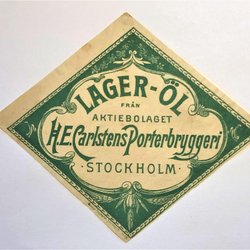 LAGER-ÖL
FRÅN
AKTIEBOLAGET
H.E. Carlstens Porterbryggeri
· STOCKHOLM ·